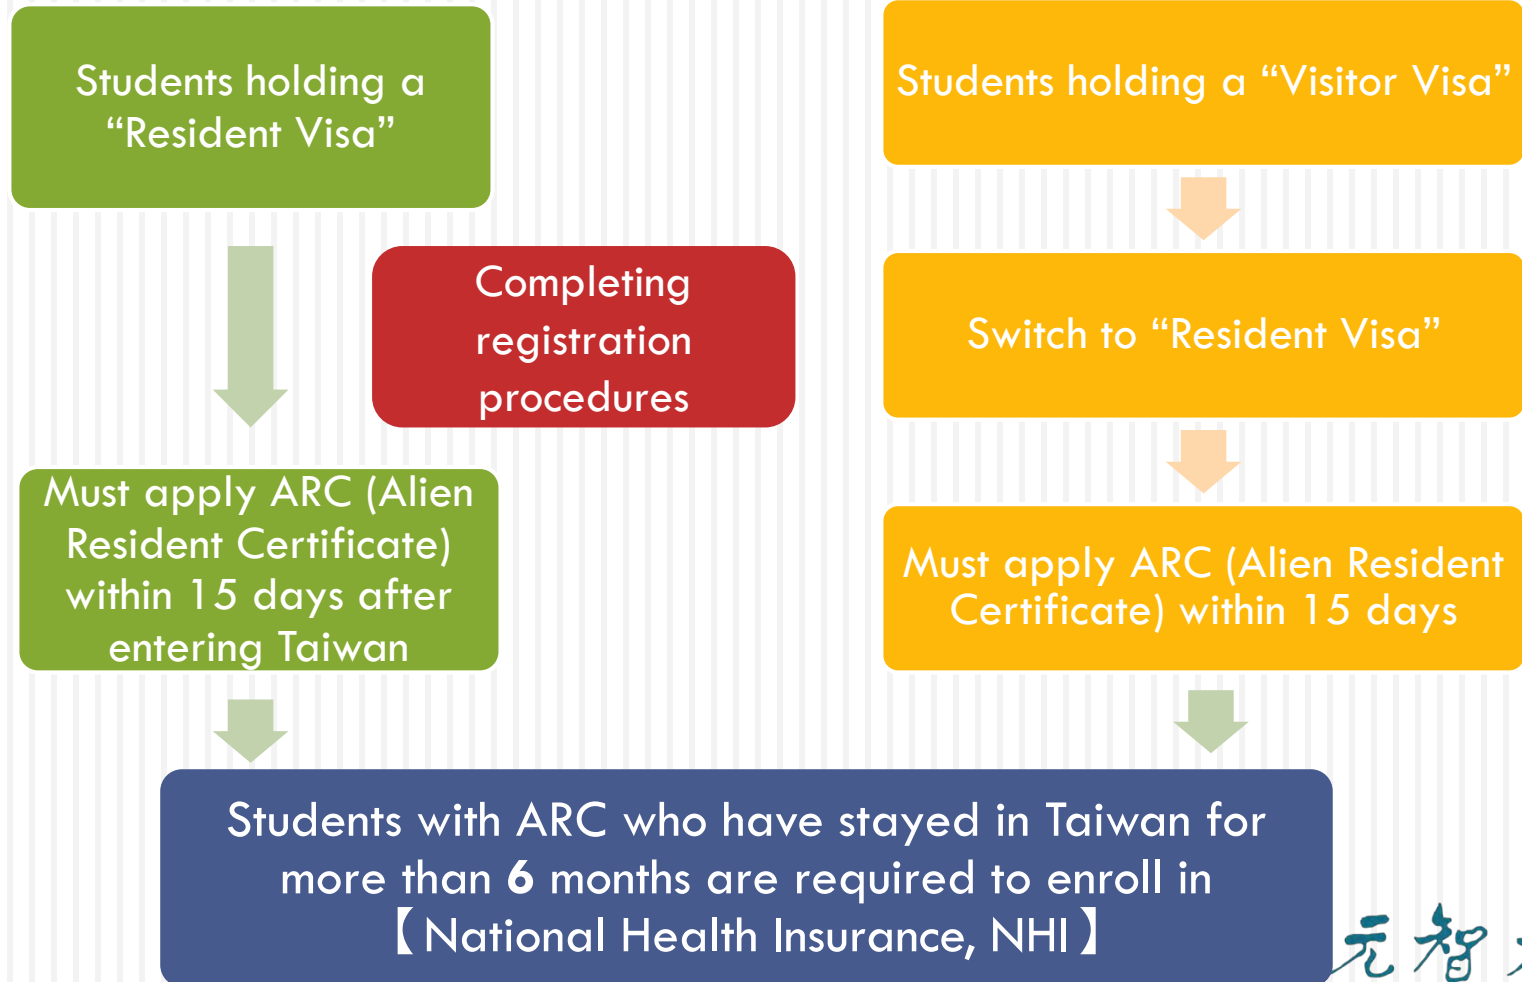 Students holding a
“Resident Visa”
Students holding a “Visitor Visa”
Completing
registration
procedures
Switch to “Resident Visa”
Must apply ARC (Alien
Resident Certificate)
within 15 days after
entering Taiwan
Must apply ARC (Alien Resident
Certificate) within 15 days
Students with ARC who have stayed in Taiwan for
more than 6 months are required to enroll in
【National Health Insurance, NHI】
元智